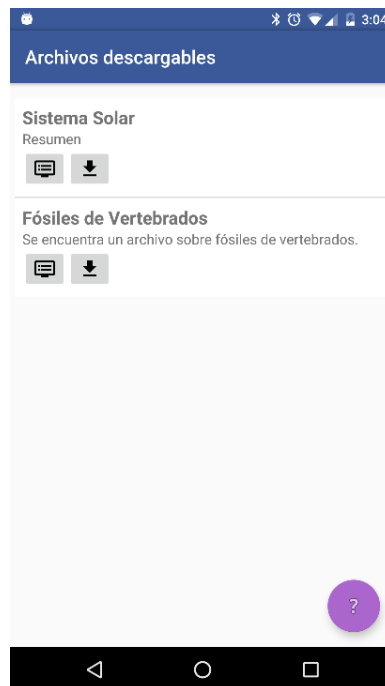 3:04
Archivos descargables
Sistema Solar
Resumen
Fósiles de Vertebrados
Se encuentra un archivo sobre fósiles de vertebrados.
?